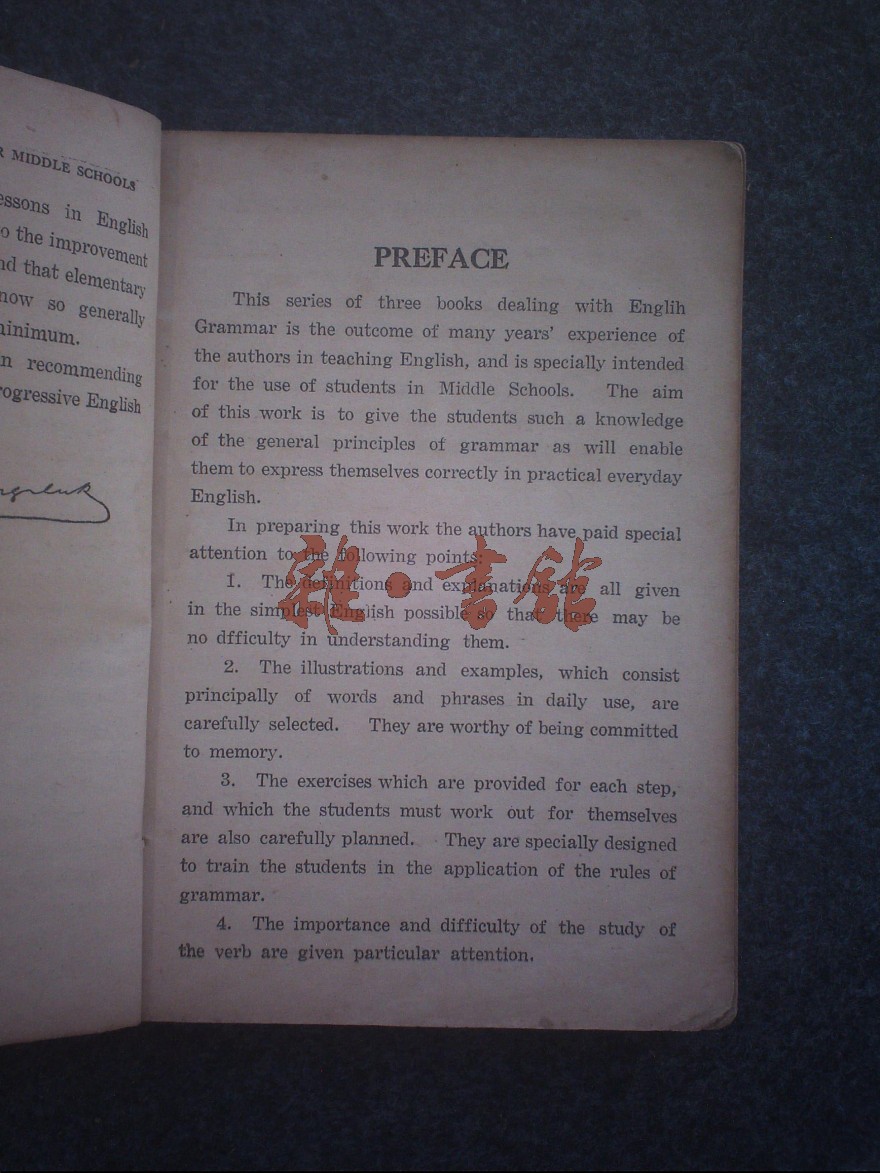 R MIDDLE SCHOOLS
essons in English
o the improvement
nd that elementary
now so generally
minimum.
n recommending
rogressive English
PREFACE
This series of three books dealing with Englih
Grammar is the outcome of many years' experience of
the authors in teaching English, and is specially intended
for the use of students in Middle Schools. The aim
of this work is to give the students such a knowledge
of the general principles of grammar as will enable
them to express themselves correctly in practical everyday
English.
In preparing this work the authors have paid special
attention to the following points:
1. The definitions and explanations are all given
in the simplest English possible so that there may be
no dfficulty in understanding them.
2. The illustrations and examples, which consist
principally of words and phrases in daily use, are
carefully selected. They are worthy of being committed
to memory.
3. The exercises which are provided for each step,
and which the students must work out for themselves
are also carefully planned. They are specially designed
to train the students in the application of the rules of
grammar.
4. The importance and difficulty of the study of
the verb are given particular attention.
雜·書館